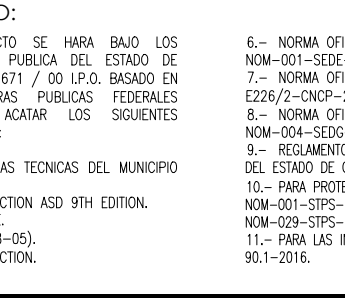 O:
CTO SE HARA BAJO LOS
PUBLICA DEL ESTADO DE
671 / 00 I.P.O. BASADO EN
RAS PUBLICAS FEDERALES
ACATAR LOS SIGUIENTES
:
AS TECNICAS DEL MUNICIPIO
CTION ASD 9TH EDITION.
3-05).
CTION.
6.- NORMA OFI
NOM-001-SEDE-
7.- NORMA OFI
E226/2-CNCP-2
8.- NORMA OFI
NOM-004-SEDG
9.- REGLAMENTO
DEL ESTADO DE
10.- PARA PROTE
NOM-001-STPS-
NOM-029-STPS-
11.- PARA LAS I
90.1-2016.